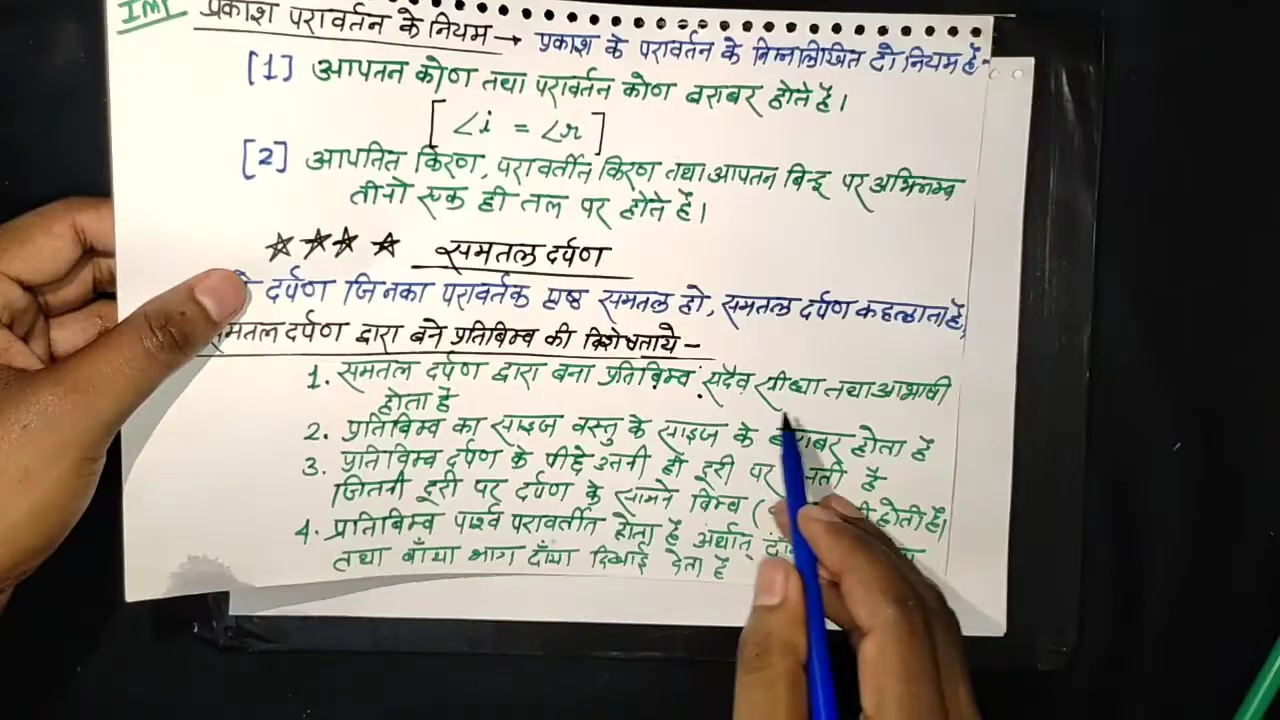 IMP प्रकाश परावर्तन के नियम → प्रकाश के परावर्तन के निम्नलिखित दो नियम है-
[1] आपतन कोण तथा परावर्तन कोण बराबर होते है।
[∠i = ∠r]
[2] आपतित किरण, परावर्तीत किरण तथा आपतन बिन्दू पर अभिलम्ब
तीनो एक ही तल पर होते है।
☆☆☆☆ समतल दर्पण
दर्पण जिनका परावर्तक पृष्ठ समतल हो, समतल दर्पण कहलाता है,
समतल दर्पण द्वारा बने प्रतिबिम्ब की विशेषताये -
1. समतल दर्पण द्वारा बना प्रतिबिम्ब सदैव सीधा तथा आभाषी
होता है
2. प्रतिबिम्ब का साइज वस्तु के साइज के बराबर होता है
3. प्रतिबिम्ब दर्पण के पीछे उतनी ही दूरी पर बनती है
जितनी दूरी पर दर्पण के सामने बिम्ब ( होती है।
4. प्रतिबिम्ब पार्श्व परावर्तीत होता है अर्थात्
तथा बाँया भाग दाँया दिखाई देता है